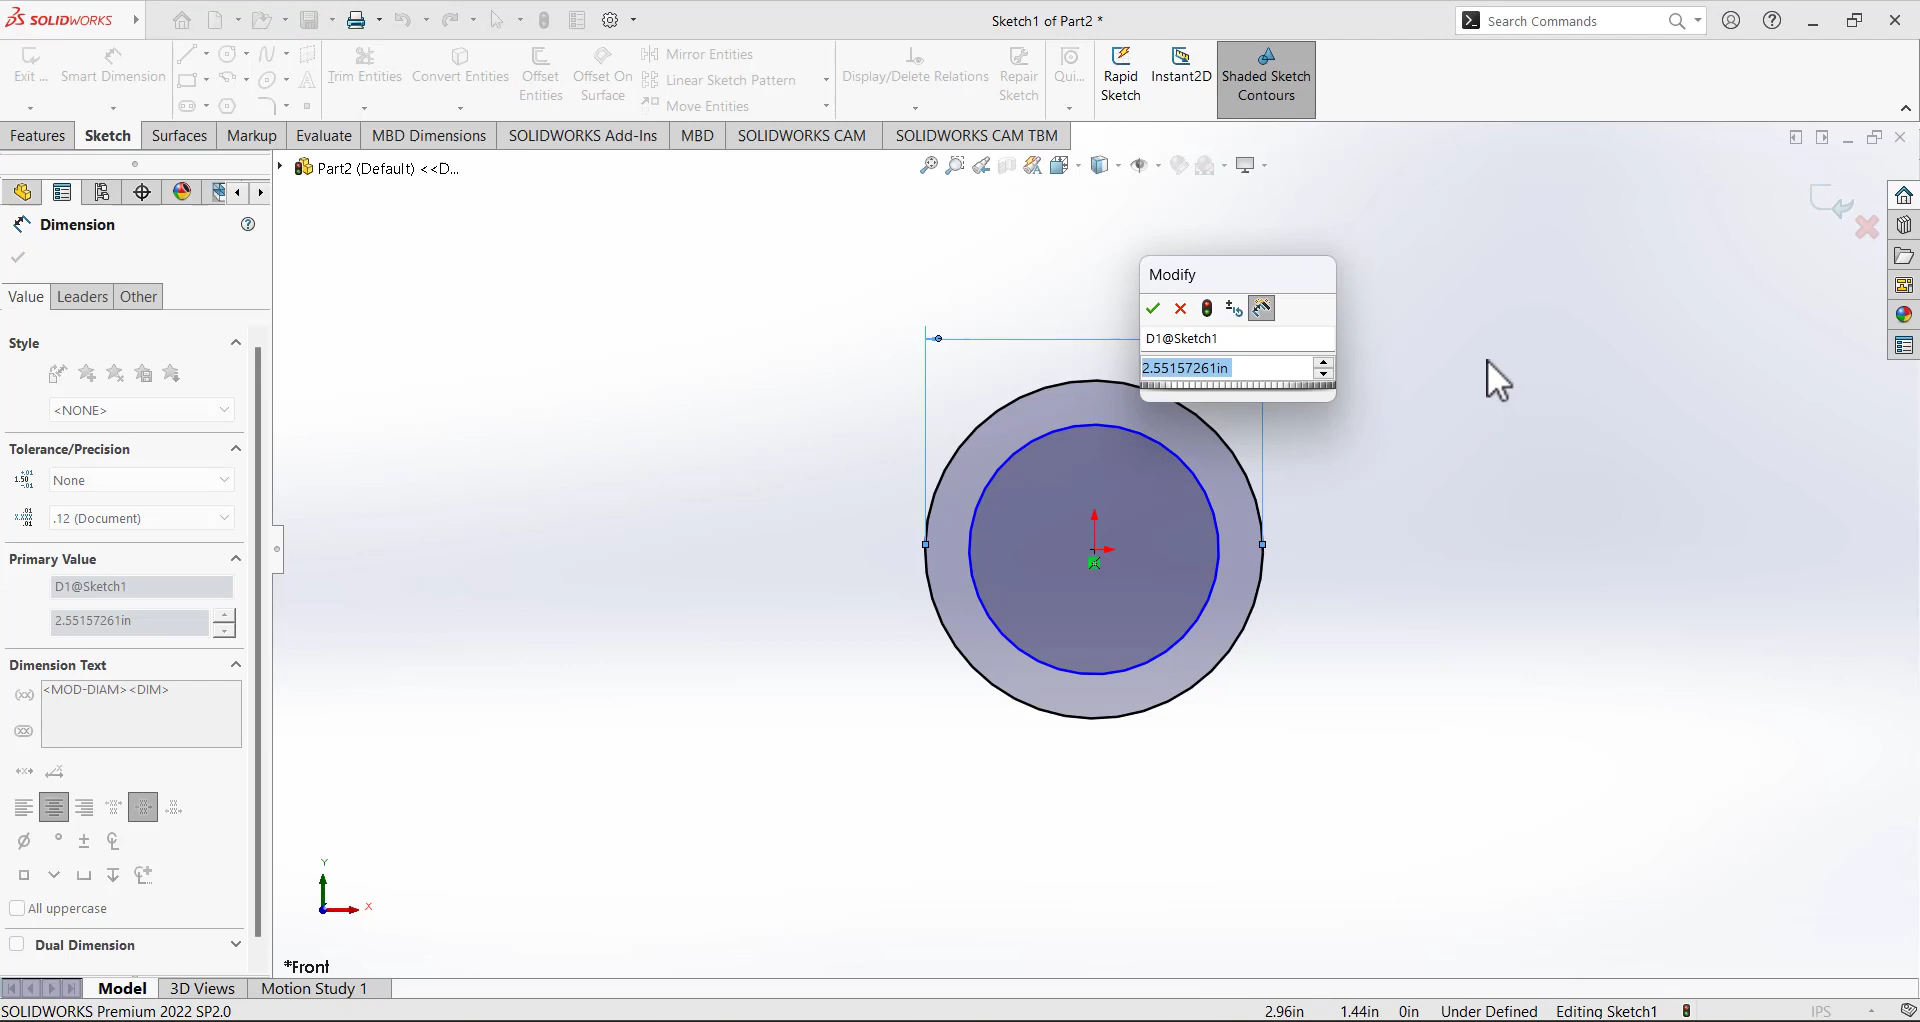 SOLIDWORKS
Sketch1 of Part2 *
Search Commands
Exit ...
Smart Dimension
Trim Entities
Convert Entities
Offset Entities
Offset On Surface
Mirror Entities
Linear Sketch Pattern
Move Entities
Display/Delete Relations
Repair Sketch
Qui...
Rapid Sketch
Instant2D
Shaded Sketch Contours
Features
Sketch
Surfaces
Markup
Evaluate
MBD Dimensions
SOLIDWORKS Add-Ins
MBD
SOLIDWORKS CAM
SOLIDWORKS CAM TBM
Part2 (Default) <<D...
Dimension
Value
Leaders
Other
Style
<NONE>
Tolerance/Precision
None
.12 (Document)
Primary Value
D1@Sketch1
2.55157261in
Dimension Text
<MOD-DIAM><DIM>
All uppercase
Dual Dimension
Modify
D1@Sketch1
2.55157261in
Y
X
*Front
Model
3D Views
Motion Study 1
SOLIDWORKS Premium 2022 SP2.0
2.96in
1.44in
0in
Under Defined
Editing Sketch1
IPS